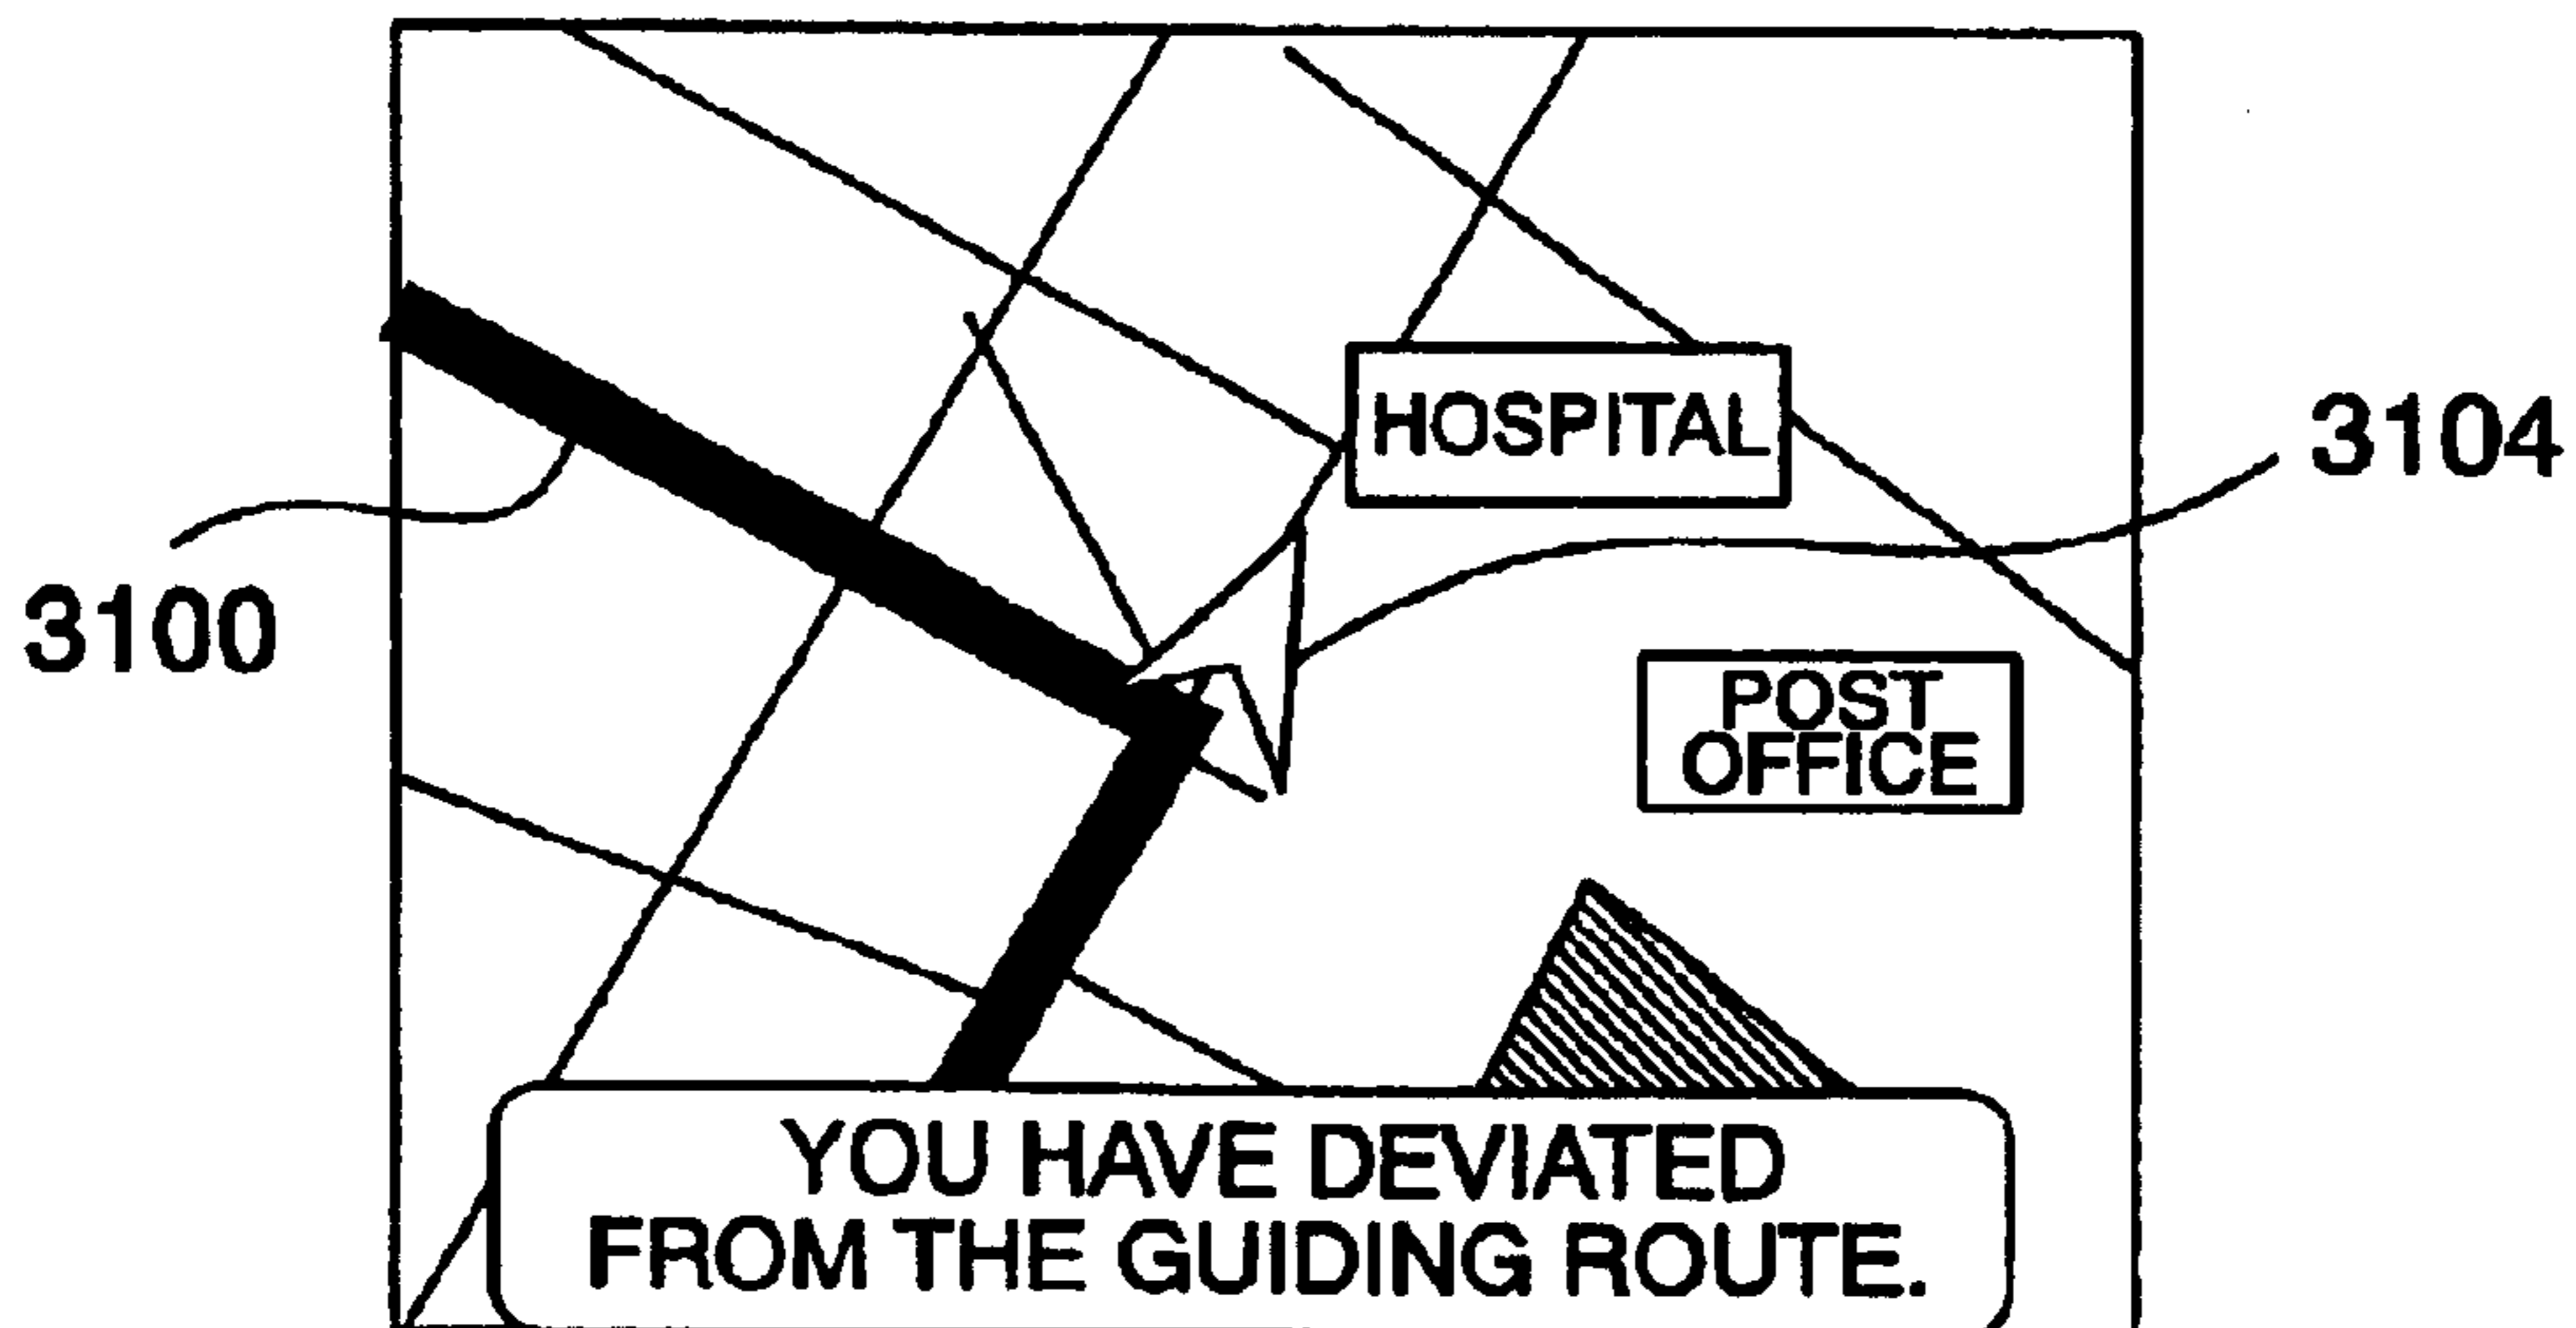 HOSPITAL
3104
3100
POST
OFFICE
YOU HAVE DEVIATED
FROM THE GUIDING ROUTE.